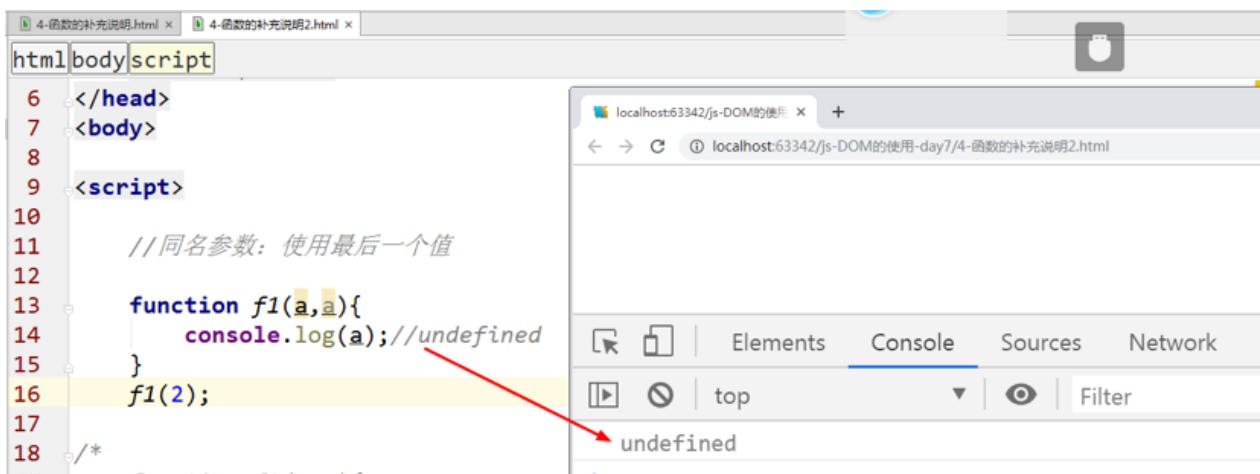 4-函数的补充说明.html × 4-函数的补充说明2.html ×
html body script
6 </head>
7 <body>
8
9 <script>
10
11 //同名参数：使用最后一个值
12
13 function f1(a,a){
14 console.log(a);//undefined
15 }
16 f1(2);
17
18 /*
localhost:63342/js-DOM的使用 × +
localhost:63342/js-DOM的使用-day7/4-函数的补充说明2.html
Elements Console Sources Network
top Filter
undefined